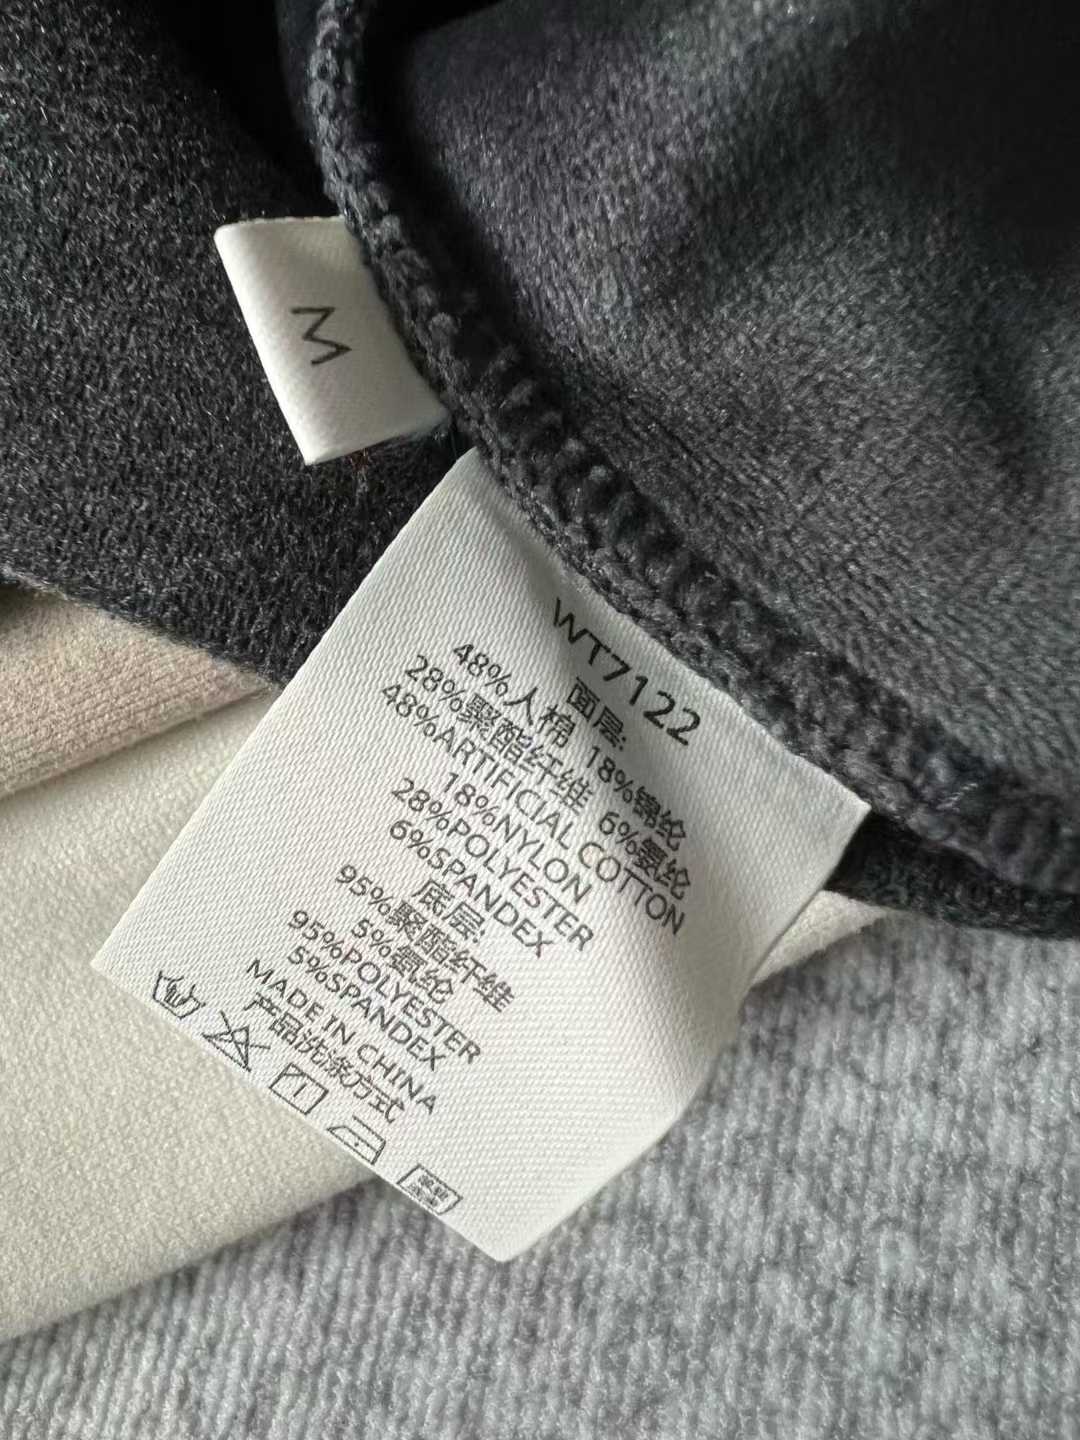 M
WT7122
面层:
48%人棉 18%锦纶
28%聚酯纤维 6%氨纶
48%ARTIFICIAL COTTON
18%NYLON
28%POLYESTER
6%SPANDEX
底层:
95%聚酯纤维
5%氨纶
95%POLYESTER
5%SPANDEX
MADE IN CHINA
产品洗涤方式